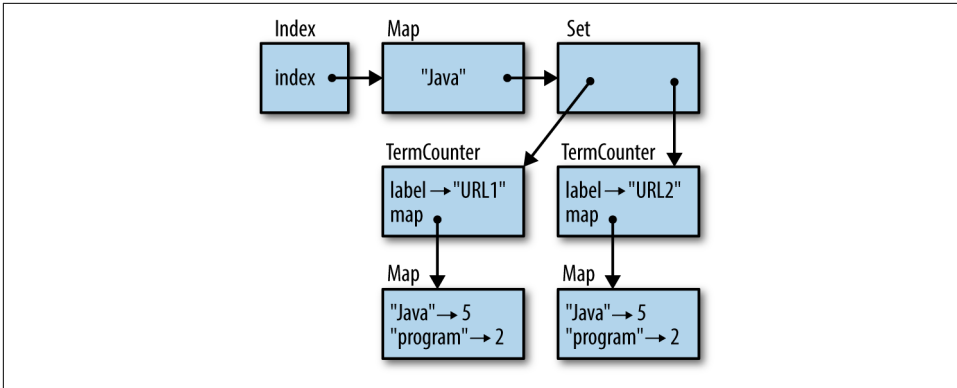 Index
Map
Set
index
"Java"
TermCounter
TermCounter
label → "URL1"
map
label → "URL2"
map
Map
Map
"Java" → 5
"program" → 2
"Java" → 5
"program" → 2